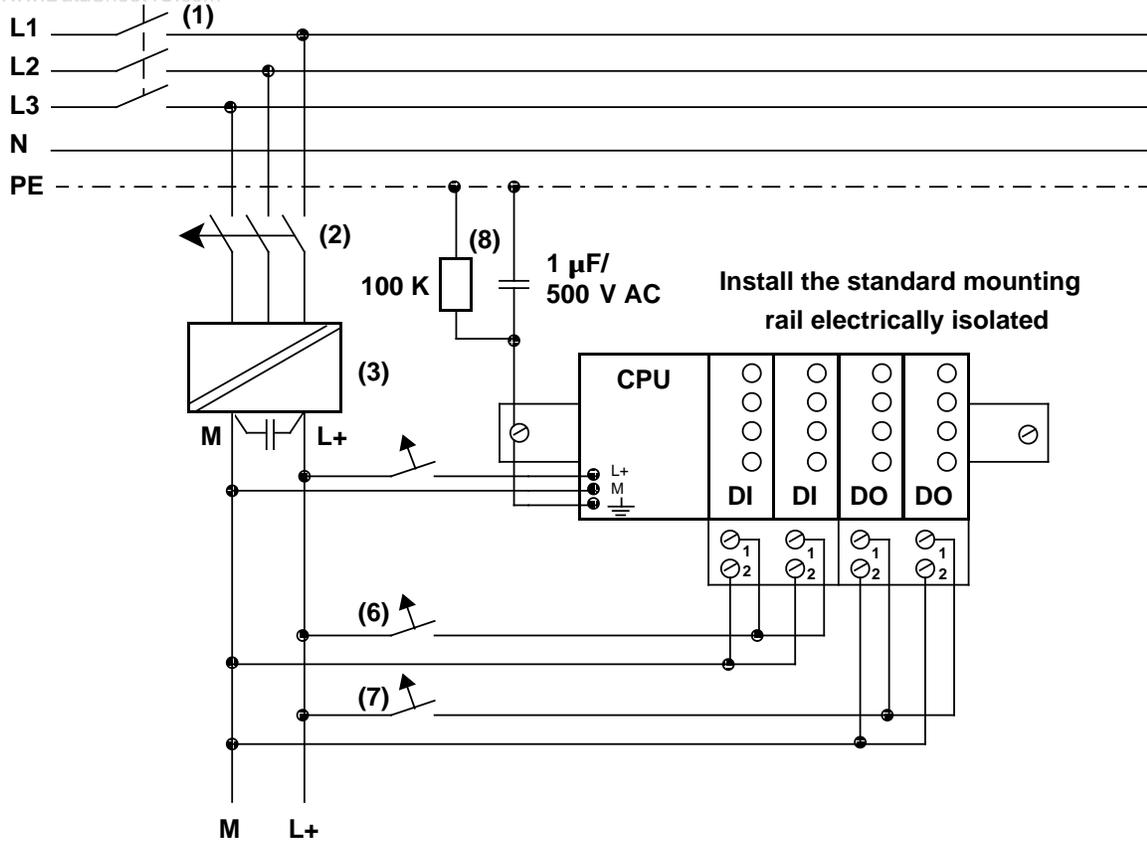 (1)
L1
L2
L3
N
PE
(2)
(8)
100 K
1 µF/
500 V AC
Install the standard mounting
rail electrically isolated
(3)
CPU
M
L+
L+
M
DI
DI
DO
DO
1
1
1
1
2
2
2
2
(6)
(7)
M
L+